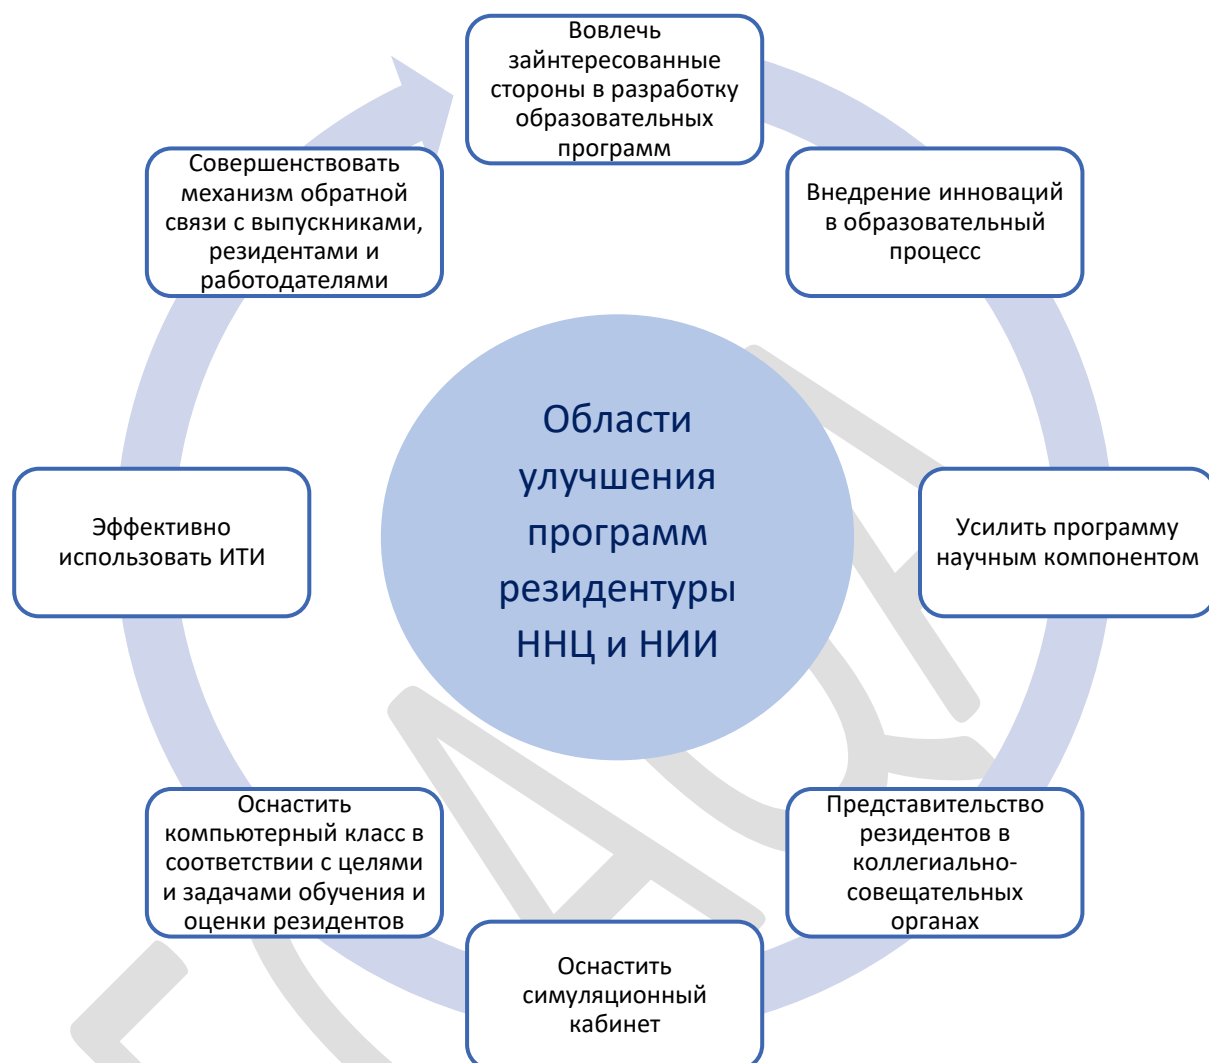 Вовлечь
зайнтересованные
стороны в разработку
образовательных
программ
Внедрение инноваций
в образовательный
процесс
Усилить программу
научным компонентом
Представительство
резидентов в
коллегиально-
совещательных
органах
Оснастить
симуляционный
кабинет
Оснастить
компьютерный класс в
соответствии с целями
и задачами обучения и
оценки резидентов
Эффективно
использовать ИТИ
Совершенствовать
механизм обратной
связи с выпускниками,
резидентами и
работодателями
Области
улучшения
программ
резидентуры
ННЦ и НИИ